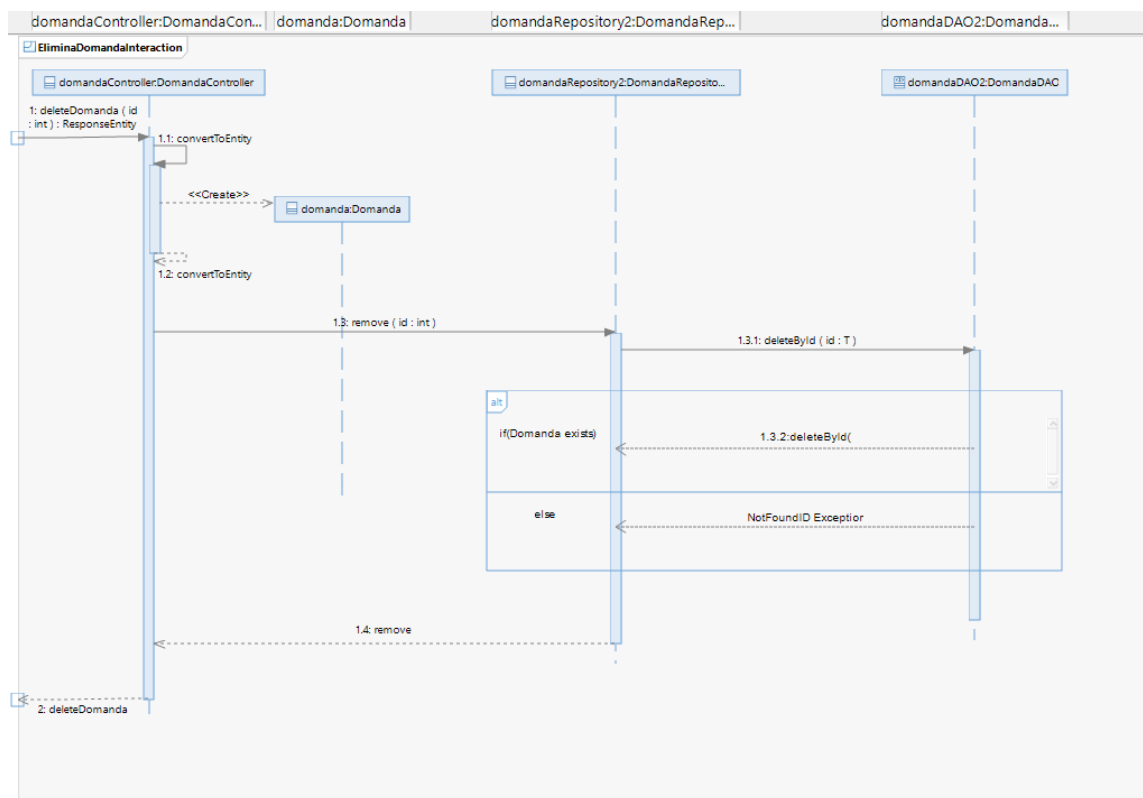 domandaController:DomandaCon...
domanda:Domanda
domandaRepository2:DomandaRep...
domandaDAO2:Domanda...
EliminaDomandaInteraction
domandaController:DomandaController
domandaRepository2:DomandaReposito...
domandaDAO2:DomandaDAO
1: deleteDomanda ( id
: int ) : ResponseEntity
1.1: convertToEntity
<<Create>>
domanda:Domanda
1.2: convertToEntity
1.3: remove ( id : int )
1.3.1: deleteById ( id : T )
alt
if(Domanda exists)
1.3.2:deleteById(
else
NotFoundID Exception
1.4: remove
2: deleteDomanda